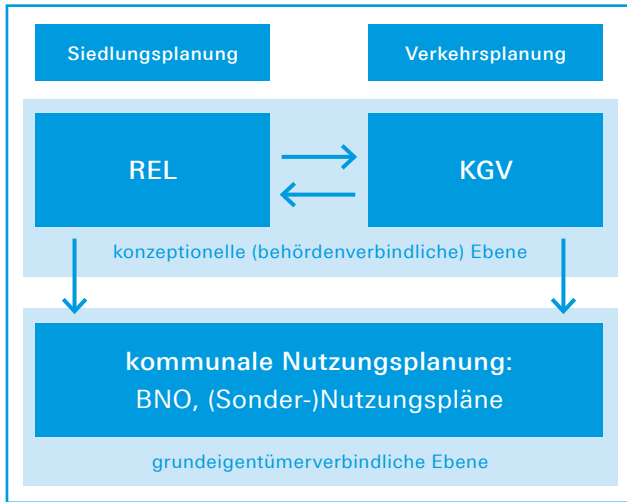 Siedlungsplanung
Verkehrsplanung
REL
KGV
konzeptionelle (behördenverbindliche) Ebene
kommunale Nutzungsplanung:
BNO, (Sonder-)Nutzungspläne
grundeigentümerverbindliche Ebene